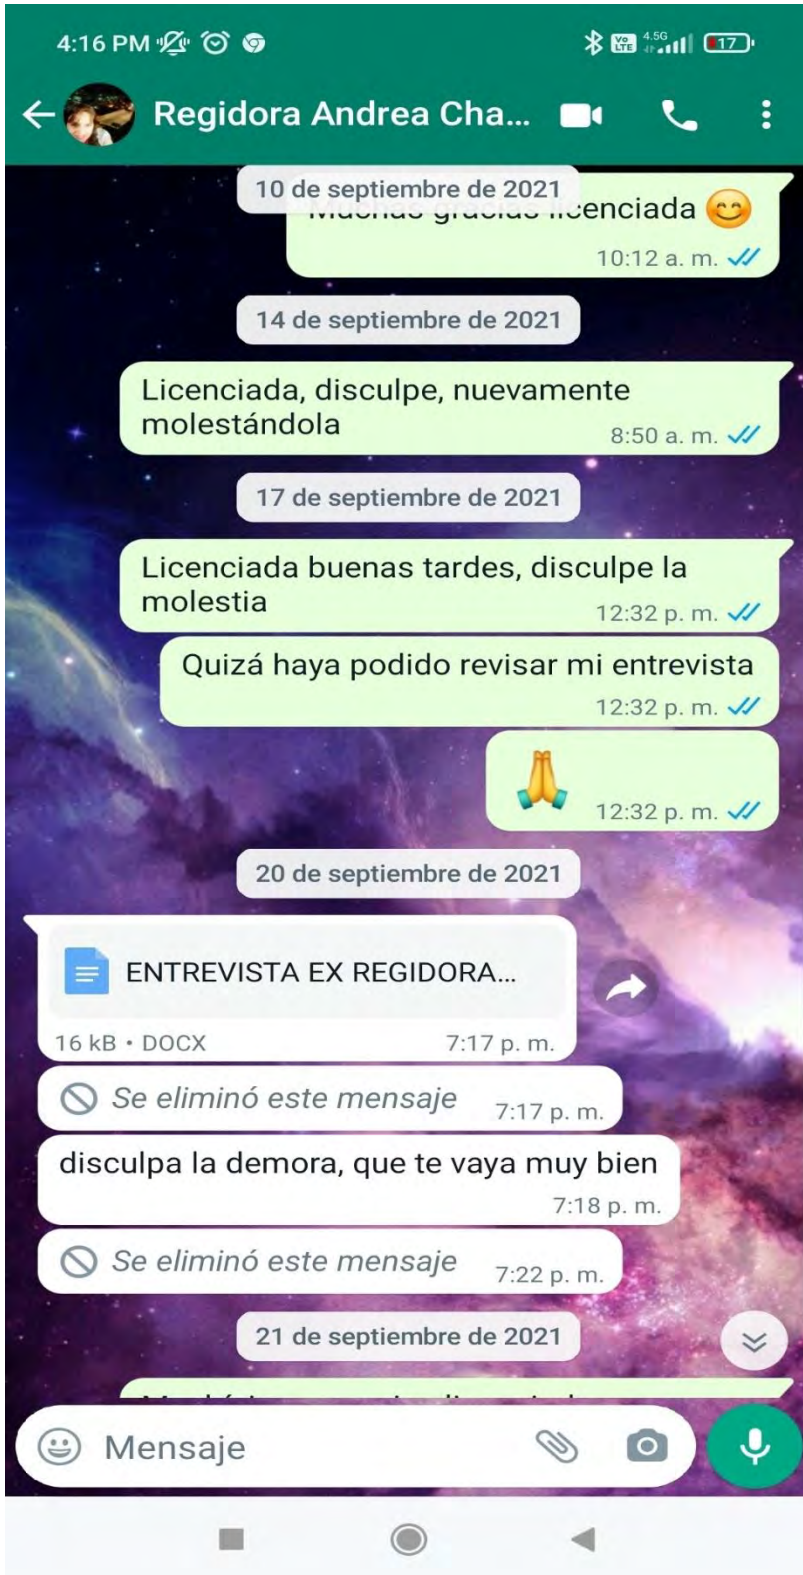 4:16 PM
Vo LTE 4.5G 17
Regidora Andrea Cha...
10 de septiembre de 2021
Muchas gracias licenciada 😊
10:12 a. m.
14 de septiembre de 2021
Licenciada, disculpe, nuevamente
molestándola
8:50 a. m.
17 de septiembre de 2021
Licenciada buenas tardes, disculpe la
molestia
12:32 p. m.
Quizá haya podido revisar mi entrevista
12:32 p. m.
🙏
12:32 p. m.
20 de septiembre de 2021
ENTREVISTA EX REGIDORA...
16 kB • DOCX 7:17 p. m.
Se eliminó este mensaje
7:17 p. m.
disculpa la demora, que te vaya muy bien
7:18 p. m.
Se eliminó este mensaje
7:22 p. m.
21 de septiembre de 2021
Mensaje